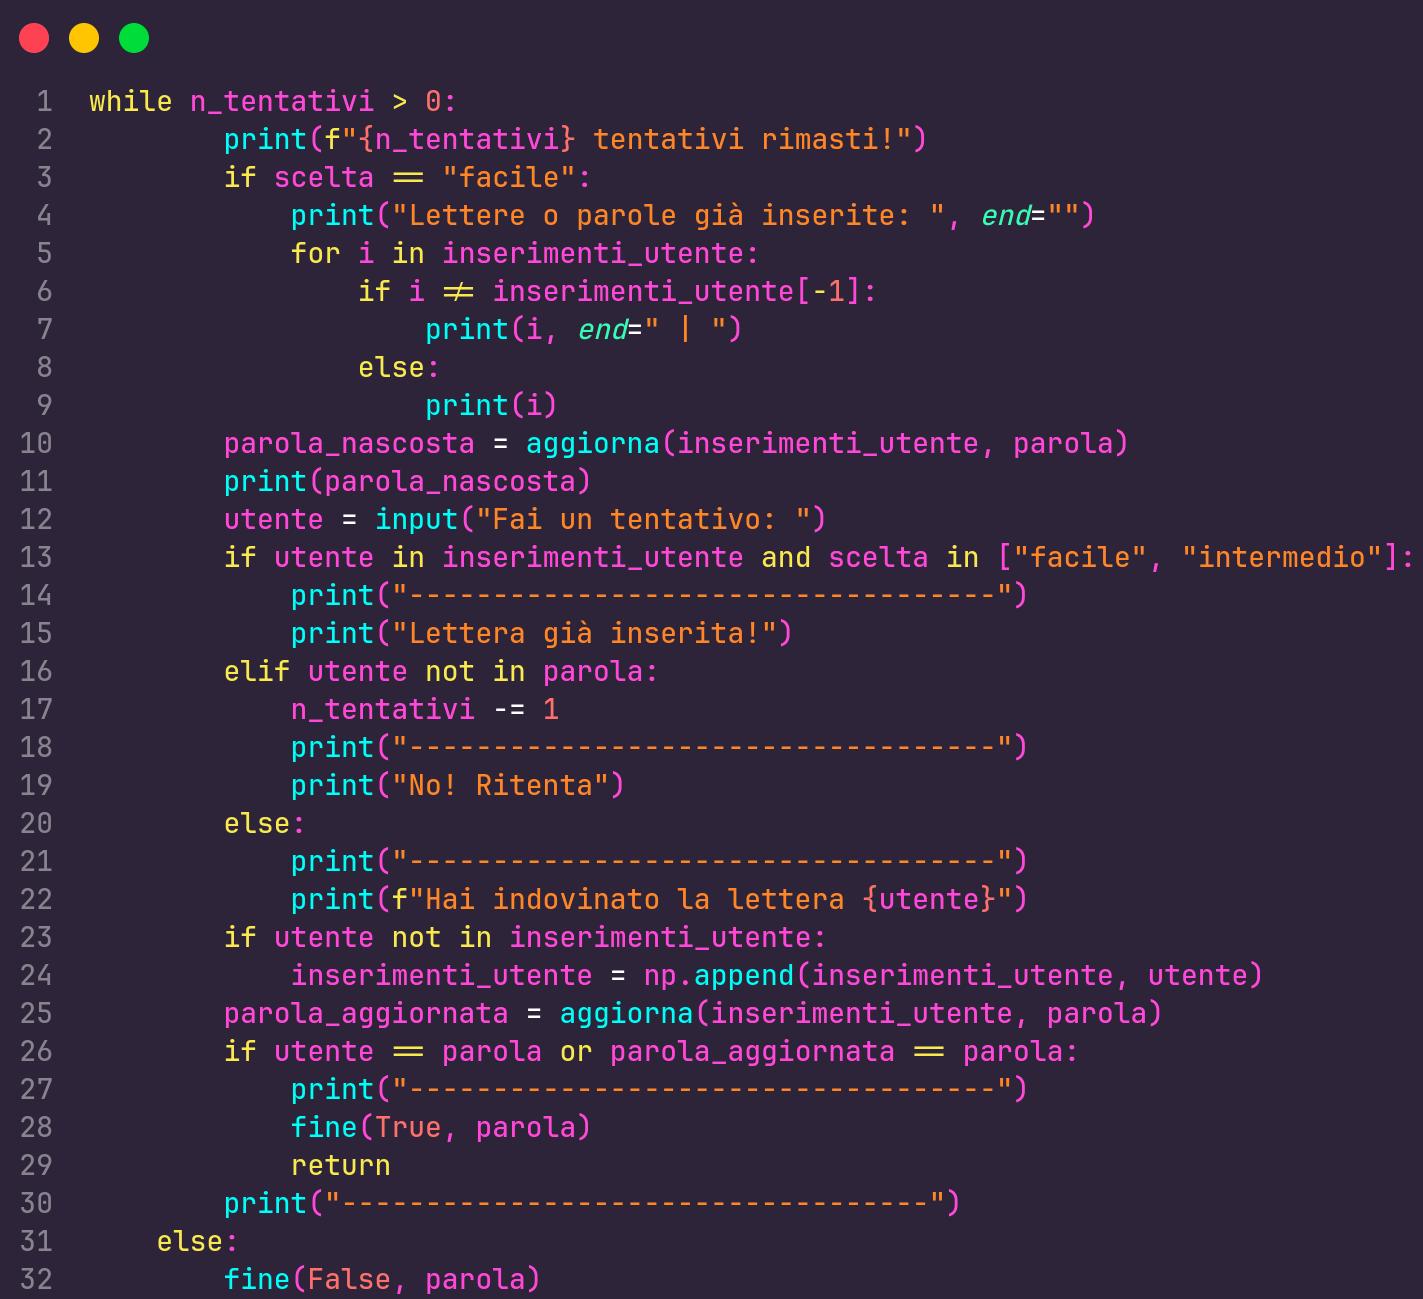 1 while n_tentativi > 0:
2 print(f"{n_tentativi} tentativi rimasti!")
3 if scelta == "facile":
4 print("Lettere o parole già inserite: ", end="")
5 for i in inserimenti_utente:
6 if i != inserimenti_utente[-1]:
7 print(i, end=" | ")
8 else:
9 print(i)
10 parola_nascosta = aggiorna(inserimenti_utente, parola)
11 print(parola_nascosta)
12 utente = input("Fai un tentativo: ")
13 if utente in inserimenti_utente and scelta in ["facile", "intermedio"]:
14 print("-----------------------------------")
15 print("Lettera già inserita!")
16 elif utente not in parola:
17 n_tentativi -= 1
18 print("-----------------------------------")
19 print("No! Ritenta")
20 else:
21 print("-----------------------------------")
22 print(f"Hai indovinato la lettera {utente}")
23 if utente not in inserimenti_utente:
24 inserimenti_utente = np.append(inserimenti_utente, utente)
25 parola_aggiornata = aggiorna(inserimenti_utente, parola)
26 if utente == parola or parola_aggiornata == parola:
27 print("-----------------------------------")
28 fine(True, parola)
29 return
30 print("-----------------------------------")
31 else:
32 fine(False, parola)